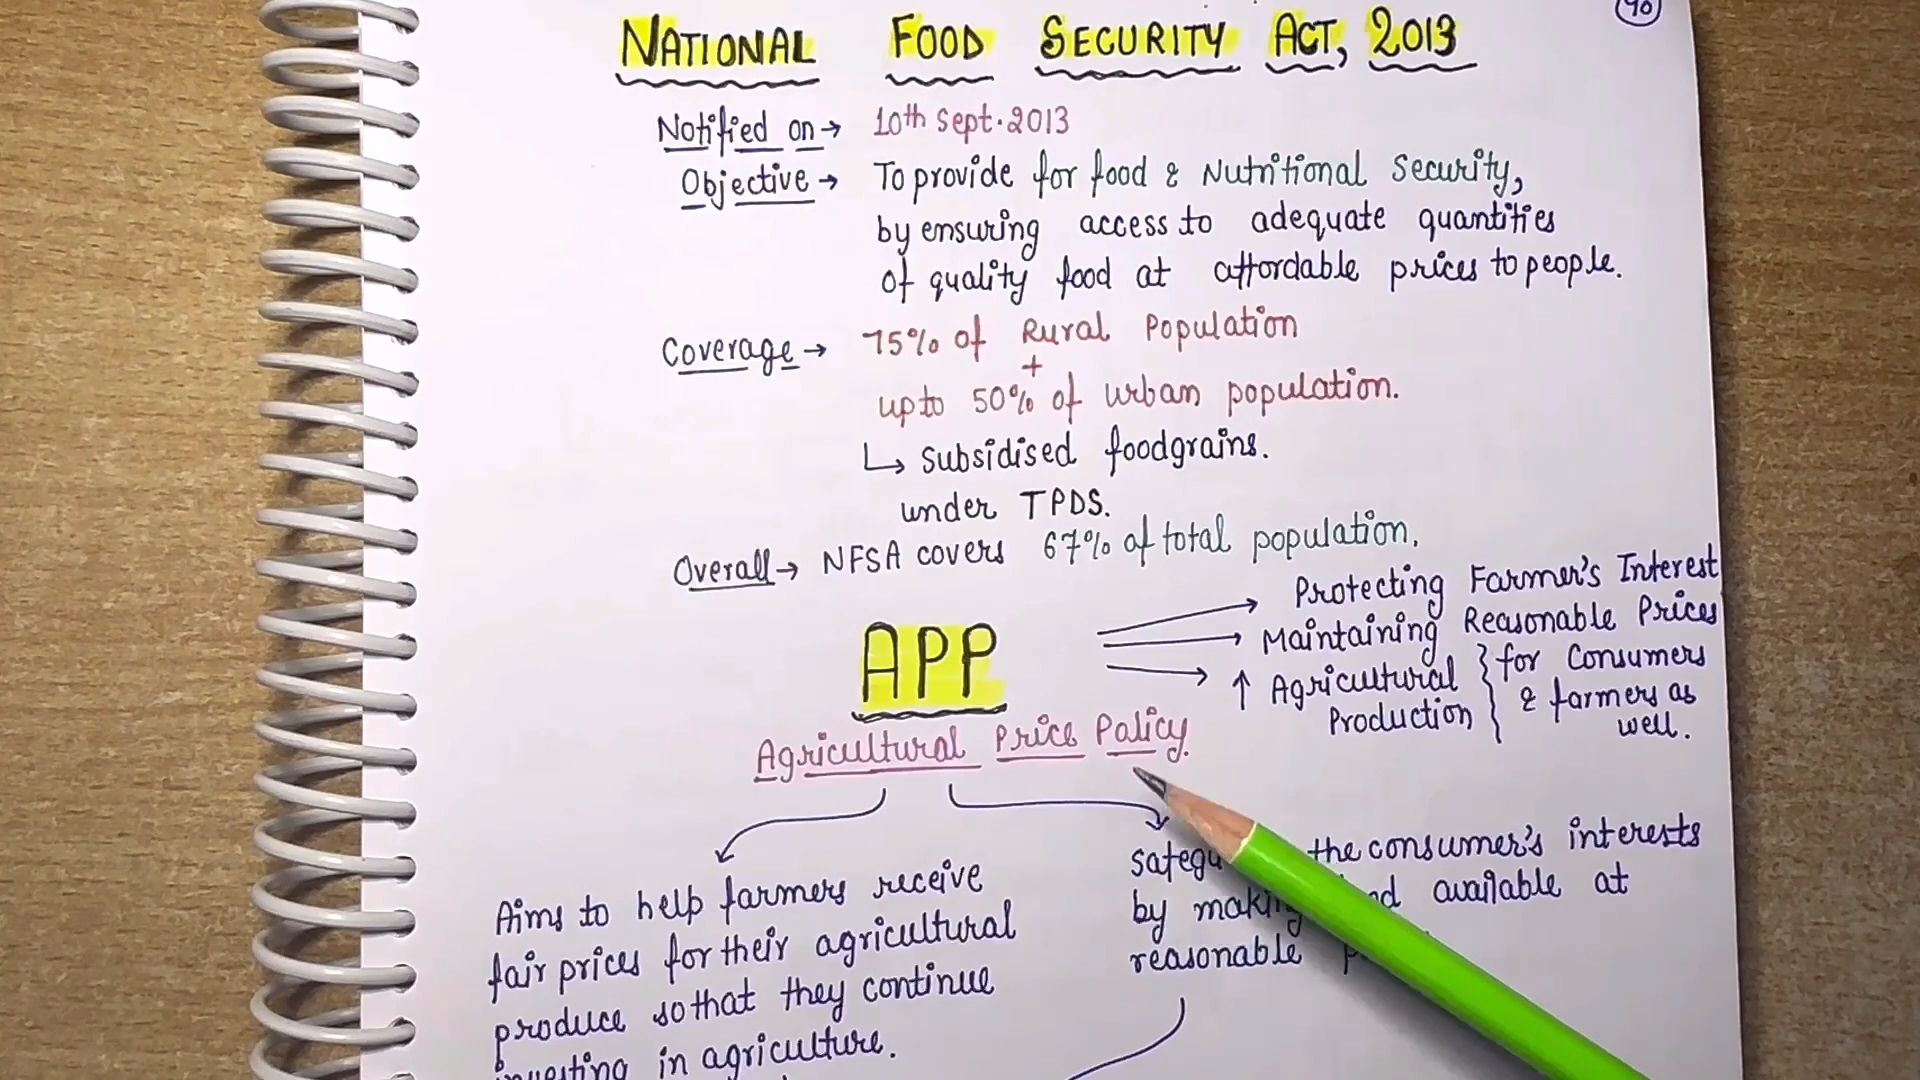 90
NATIONAL FOOD SECURITY ACT, 2013
Notified on → 10th Sept. 2013
Objective → To provide for food & Nutritional Security,
by ensuring access to adequate quantities
of quality food at affordable prices to people.
Coverage → 75% of Rural Population
+
upto 50% of urban population.
↳ Subsidised foodgrains.
under TPDS.
Overall → NFSA covers 67% of total population.
APP
Agricultural Price Policy.
→ Protecting Farmer's Interest
→ Maintaining Reasonable Prices
→ ↑ Agricultural Production } for Consumers
& farmers as
well.
Aims to help farmers receive
fair prices for their agricultural
produce so that they continue
investing in agriculture.
the consumer's interests
by available at
reasonable